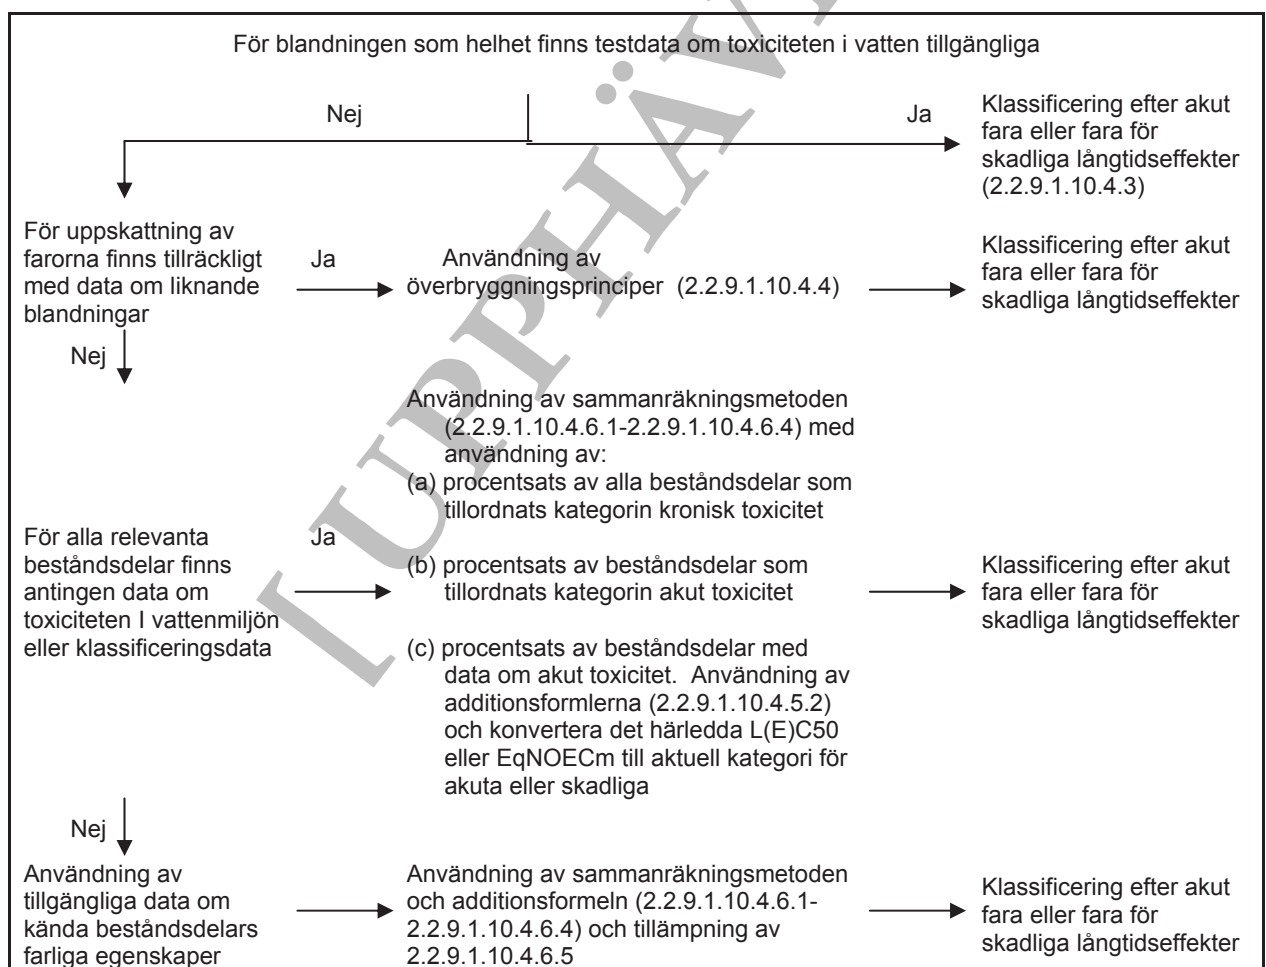 För blandningen som helhet finns testdata om toxiciteten i vatten tillgängliga
Nej
Ja
Klassificering efter akut
fara eller fara för
skadliga långtidseffekter
(2.2.9.1.10.4.3)
För uppskattning av
farorna finns tillräckligt
med data om liknande
blandningar
Ja
Användning av
överbryggningsprinciper (2.2.9.1.10.4.4)
Klassificering efter akut
fara eller fara för
skadliga långtidseffekter
Nej
Användning av sammanräkningsmetoden
(2.2.9.1.10.4.6.1-2.2.9.1.10.4.6.4) med
användning av:
(a) procentsats av alla beståndsdelar som
tillordnats kategorin kronisk toxicitet
För alla relevanta
beståndsdelar finns
antingen data om
toxiciteten I vattenmiljön
eller klassificeringsdata
Ja
(b) procentsats av beståndsdelar som
tillordnats kategorin akut toxicitet
(c) procentsats av beståndsdelar med
data om akut toxicitet. Användning av
additionsformlerna (2.2.9.1.10.4.5.2)
och konvertera det härledda L(E)C50
eller EqNOECm till aktuell kategori för
akuta eller skadliga
Klassificering efter akut
fara eller fara för
skadliga långtidseffekter
Nej
Användning av
tillgängliga data om
kända beståndsdelars
farliga egenskaper
Användning av sammanräkningsmetoden
och additionsformeln (2.2.9.1.10.4.6.1-
2.2.9.1.10.4.6.4) och tillämpning av
2.2.9.1.10.4.6.5
Klassificering efter akut
fara eller fara för
skadliga långtidseffekter
[ UPPHÄV